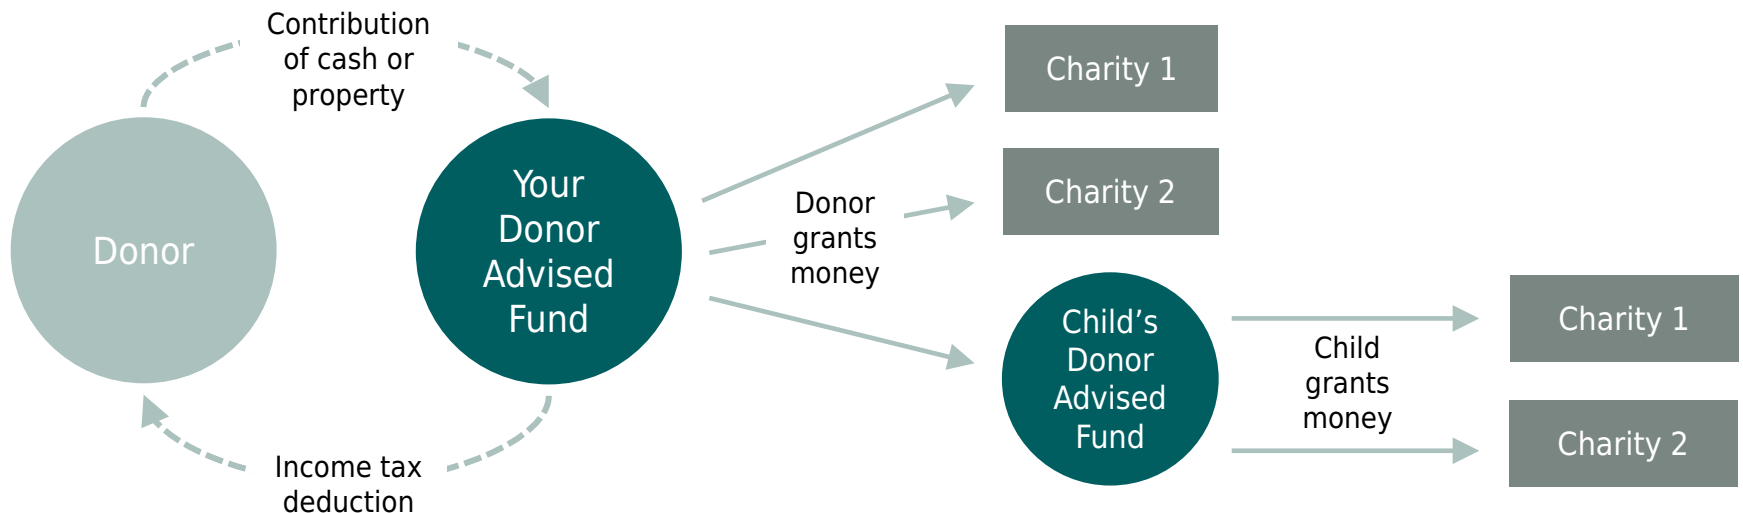 Contribution
of cash or
property
Donor
Your
Donor
Advised
Fund
Income tax
deduction
Donor
grants
money
Charity 1
Charity 2
Child’s
Donor
Advised
Fund
Child
grants
money
Charity 1
Charity 2